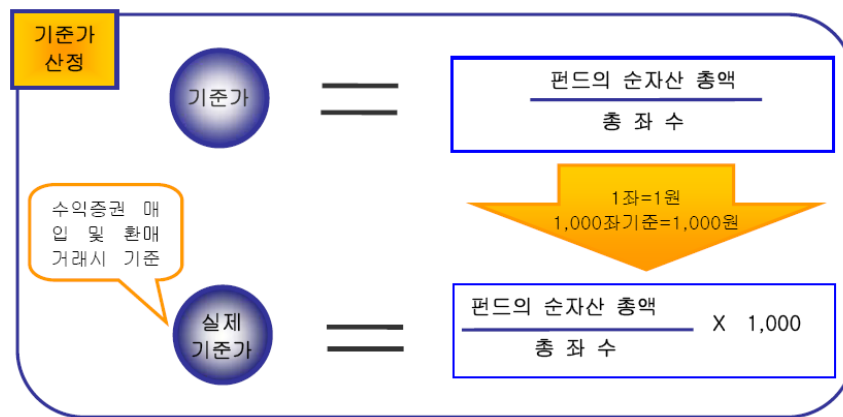 기준가
산정
기준가
펀드의 순자산 총액
총 좌 수
1좌=1원
1,000좌기준=1,000원
수익증권 매
입 및 환매
거래시 기준
실제
기준가
펀드의 순자산 총액
총 좌 수
X 1,000